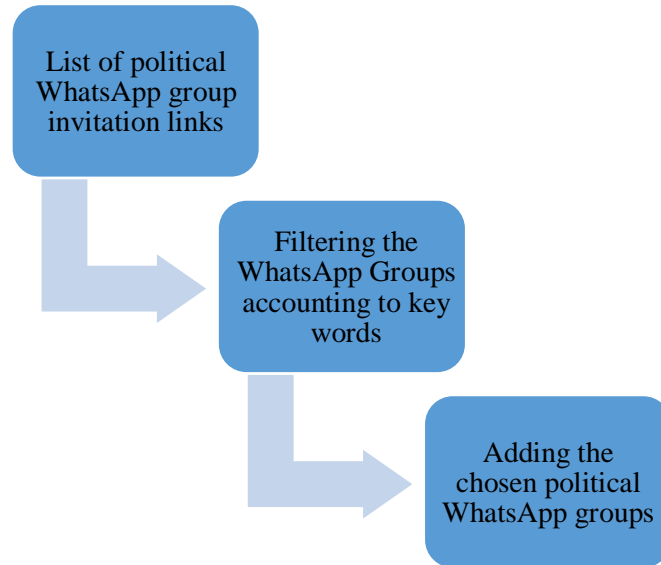 List of political
WhatsApp group
invitation links
Filtering the
WhatsApp Groups
accounting to key
words
Adding the
chosen political
WhatsApp groups